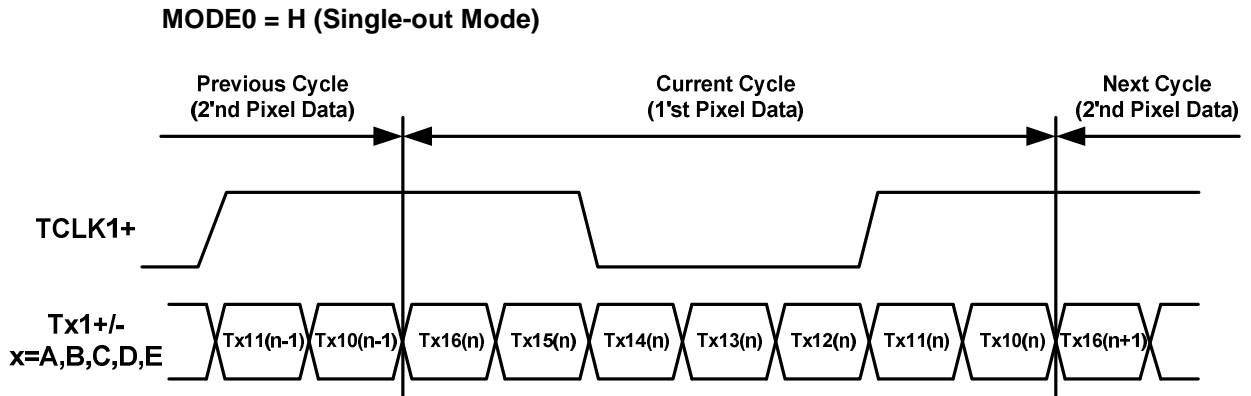 MODE0 = H (Single-out Mode)
Previous Cycle
(2'nd Pixel Data)
Current Cycle
(1'st Pixel Data)
Next Cycle
(2'nd Pixel Data)
TCLK1+
Tx1+/-
x=A,B,C,D,E
Tx11(n-1) Tx10(n-1) Tx16(n) Tx15(n) Tx14(n) Tx13(n) Tx12(n) Tx11(n) Tx10(n) Tx16(n+1)